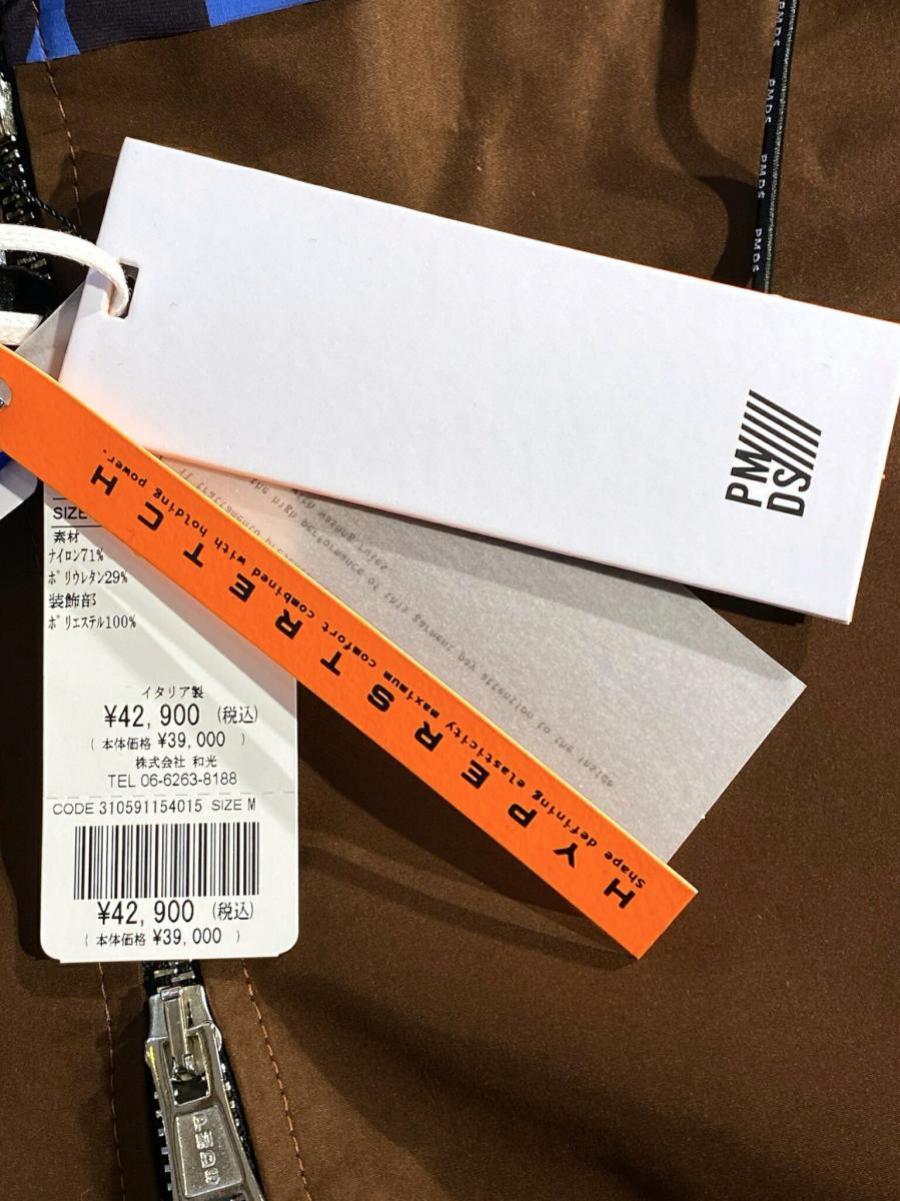 PMDS
PMDS
PMDS
PMDS
PM
DS
HYPERSTRETCH
Shape defining elasticity maximum comfort combined with holding power.
SIZE
素材
ナイロン71%
ポリウレタン29%
装飾部
ポリエステル100%
イタリア製
¥42,900 (税込)
( 本体価格 ¥39,000 )
株式会社 和光
TEL 06-6263-8188
CODE 310591154015 SIZE M
¥42,900 (税込)
( 本体価格 ¥39,000 )